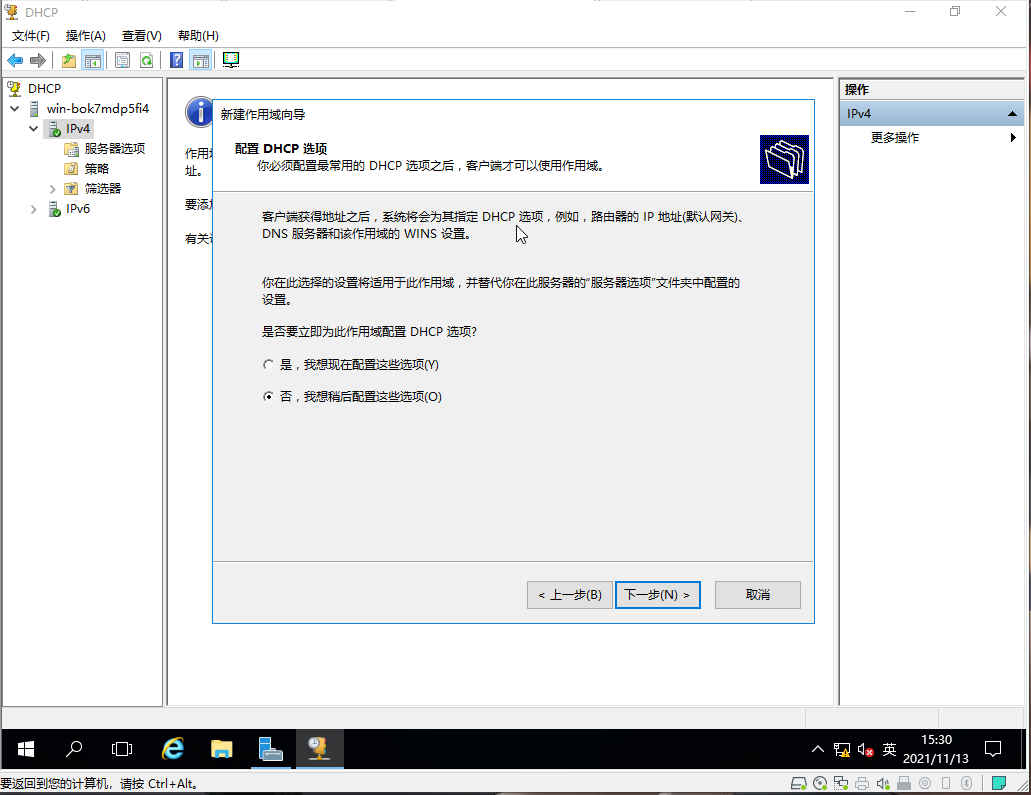 DHCP
文件(F) 操作(A) 查看(V) 帮助(H)
DHCP
win-bok7mdp5fi4
IPv4
服务器选项
策略
筛选器
IPv6
作用
址。
要添
有关
新建作用域向导
配置 DHCP 选项
你必须配置最常用的 DHCP 选项之后，客户端才可以使用作用域。
客户端获得地址之后，系统将会为其指定 DHCP 选项，例如，路由器的 IP 地址(默认网关)、
DNS 服务器和该作用域的 WINS 设置。
你在此选择的设置将适用于此作用域，并替代你在此服务器的“服务器选项”文件夹中配置的
设置。
是否要立即为此作用域配置 DHCP 选项?
是，我想现在配置这些选项(Y)
否，我想稍后配置这些选项(O)
< 上一步(B) 下一步(N) > 取消
操作
IPv4
更多操作
英
15:30
2021/11/13
要返回到您的计算机，请按 Ctrl+Alt。